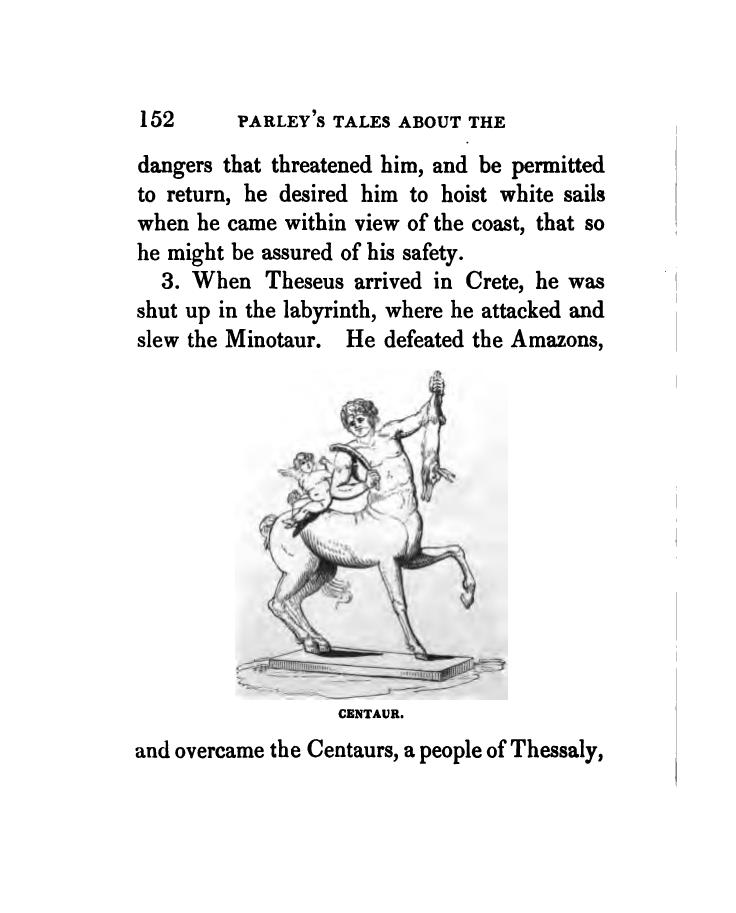 152 PARLEY'S TALES ABOUT THE
dangers that threatened him, and be permitted
to return, he desired him to hoist white sails
when he came within view of the coast, that so
he might be assured of his safety.
3. When Theseus arrived in Crete, he was
shut up in the labyrinth, where he attacked and
slew the Minotaur. He defeated the Amazons,
CENTAUR.
and overcame the Centaurs, a people of Thessaly,